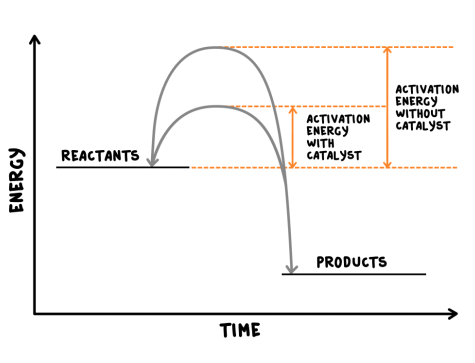 ACTIVATION
ENERGY
WITHOUT
CATALYST
ACTIVATION
ENERGY
WITH
CATALYST
REACTANTS
ENERGY
PRODUCTS
TIME